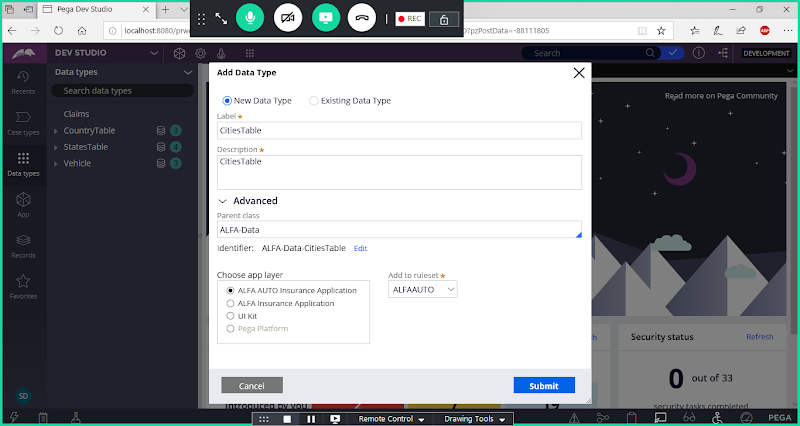 Pega Dev Studio
localhost:8080/prw
0?pzPostData=-88111805
REC
DEV STUDIO
Search
DEVELOPMENT
Recents
Case types
Data types
App
Records
Favorites
SD
Data types
Search data types
Claims
CountryTable 3
StatesTable 4
Vehicle 3
Read more on Pega Community
Add Data Type
New Data Type Existing Data Type
Label ★
CitiesTable
Description ★
CitiesTable
Advanced
Parent class
ALFA-Data
Identifier: ALFA-Data-CitiesTable Edit
Choose app layer
Add to ruleset ★
ALFA AUTO Insurance Application
ALFAAUTO
ALFA Insurance Application
UI Kit
Pega Platform
Cancel Submit
Security status Refresh
0 out of 33
security tasks completed
introduced by you
Remote Control Drawing Tools
PEGA